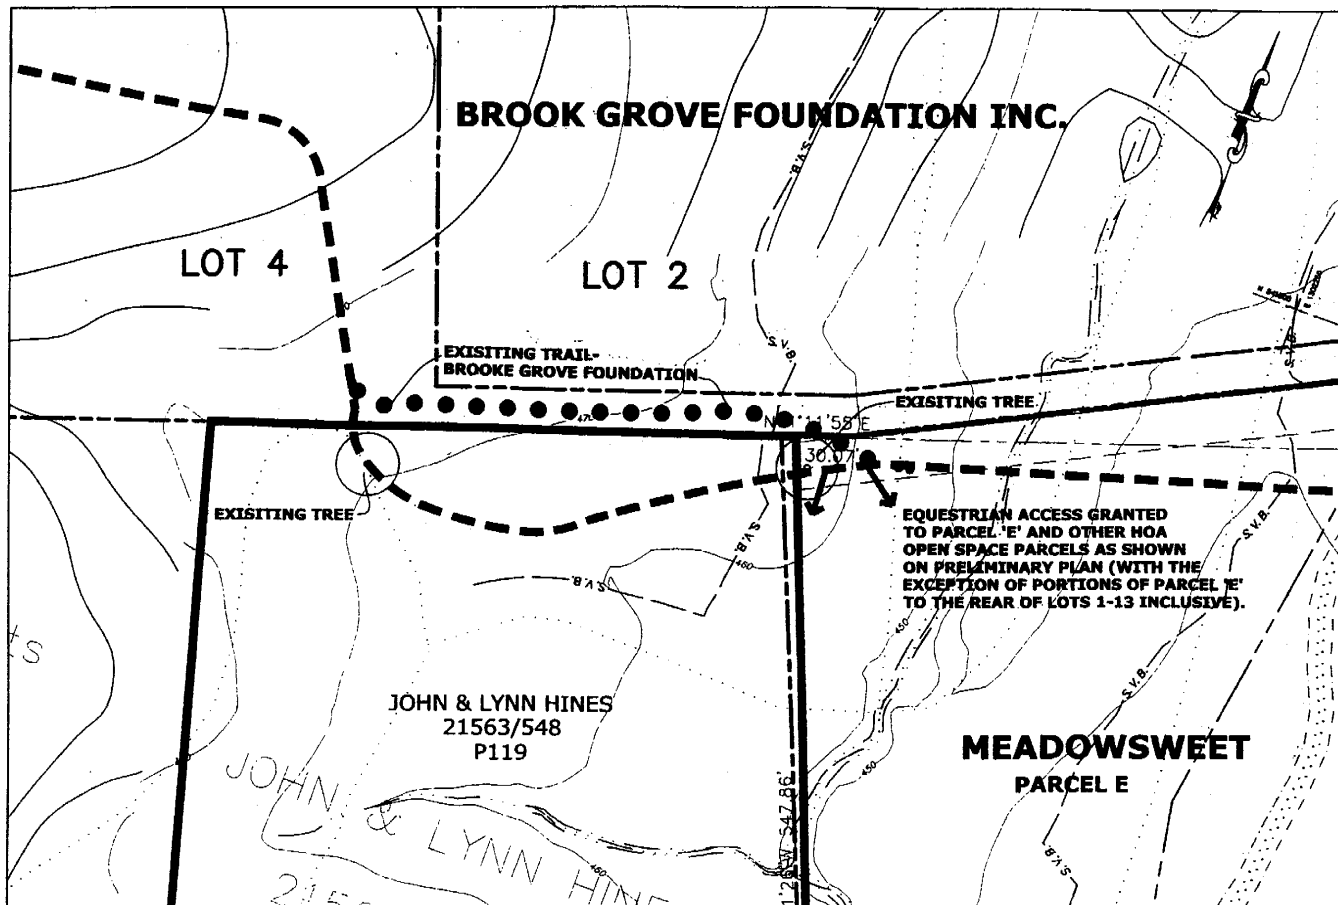 BROOK GROVE FOUNDATION INC.
S.V.B.
LOT 4
LOT 2
S.V.B.
S.V.B.
EXISITING TRAIL-
BROOKE GROVE FOUNDATION
EXISITING TREE
30.07'
EXISITING TREE
EQUESTRIAN ACCESS GRANTED
TO PARCEL 'E' AND OTHER HOA
OPEN SPACE PARCELS AS SHOWN
ON PRELIMINARY PLAN (WITH THE
EXCEPTION OF PORTIONS OF PARCEL 'E'
TO THE REAR OF LOTS 1-13 INCLUSIVE).
S.V.B.
S.V.B.
S.V.B.
460
450
JOHN & LYNN HINES
21563/548
P119
S.V.B.
MEADOWSWEET
PARCEL E
450
JOHN & LYNN HINE
460
S.V.B.